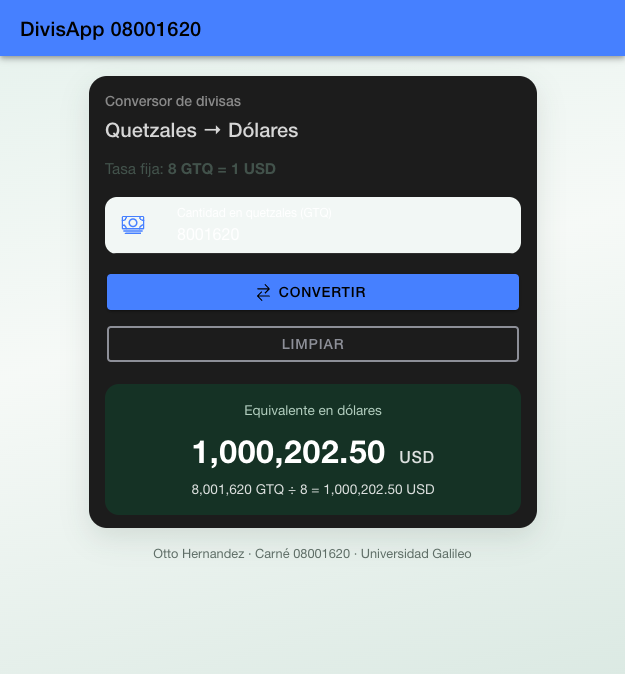 DivisApp 08001620
Conversor de divisas
Quetzales → Dólares
Tasa fija: 8 GTQ = 1 USD
Cantidad en quetzales (GTQ)
8001620
CONVERTIR
LIMPIAR
Equivalente en dólares
1,000,202.50 USD
8,001,620 GTQ ÷ 8 = 1,000,202.50 USD
Otto Hernandez · Carné 08001620 · Universidad Galileo